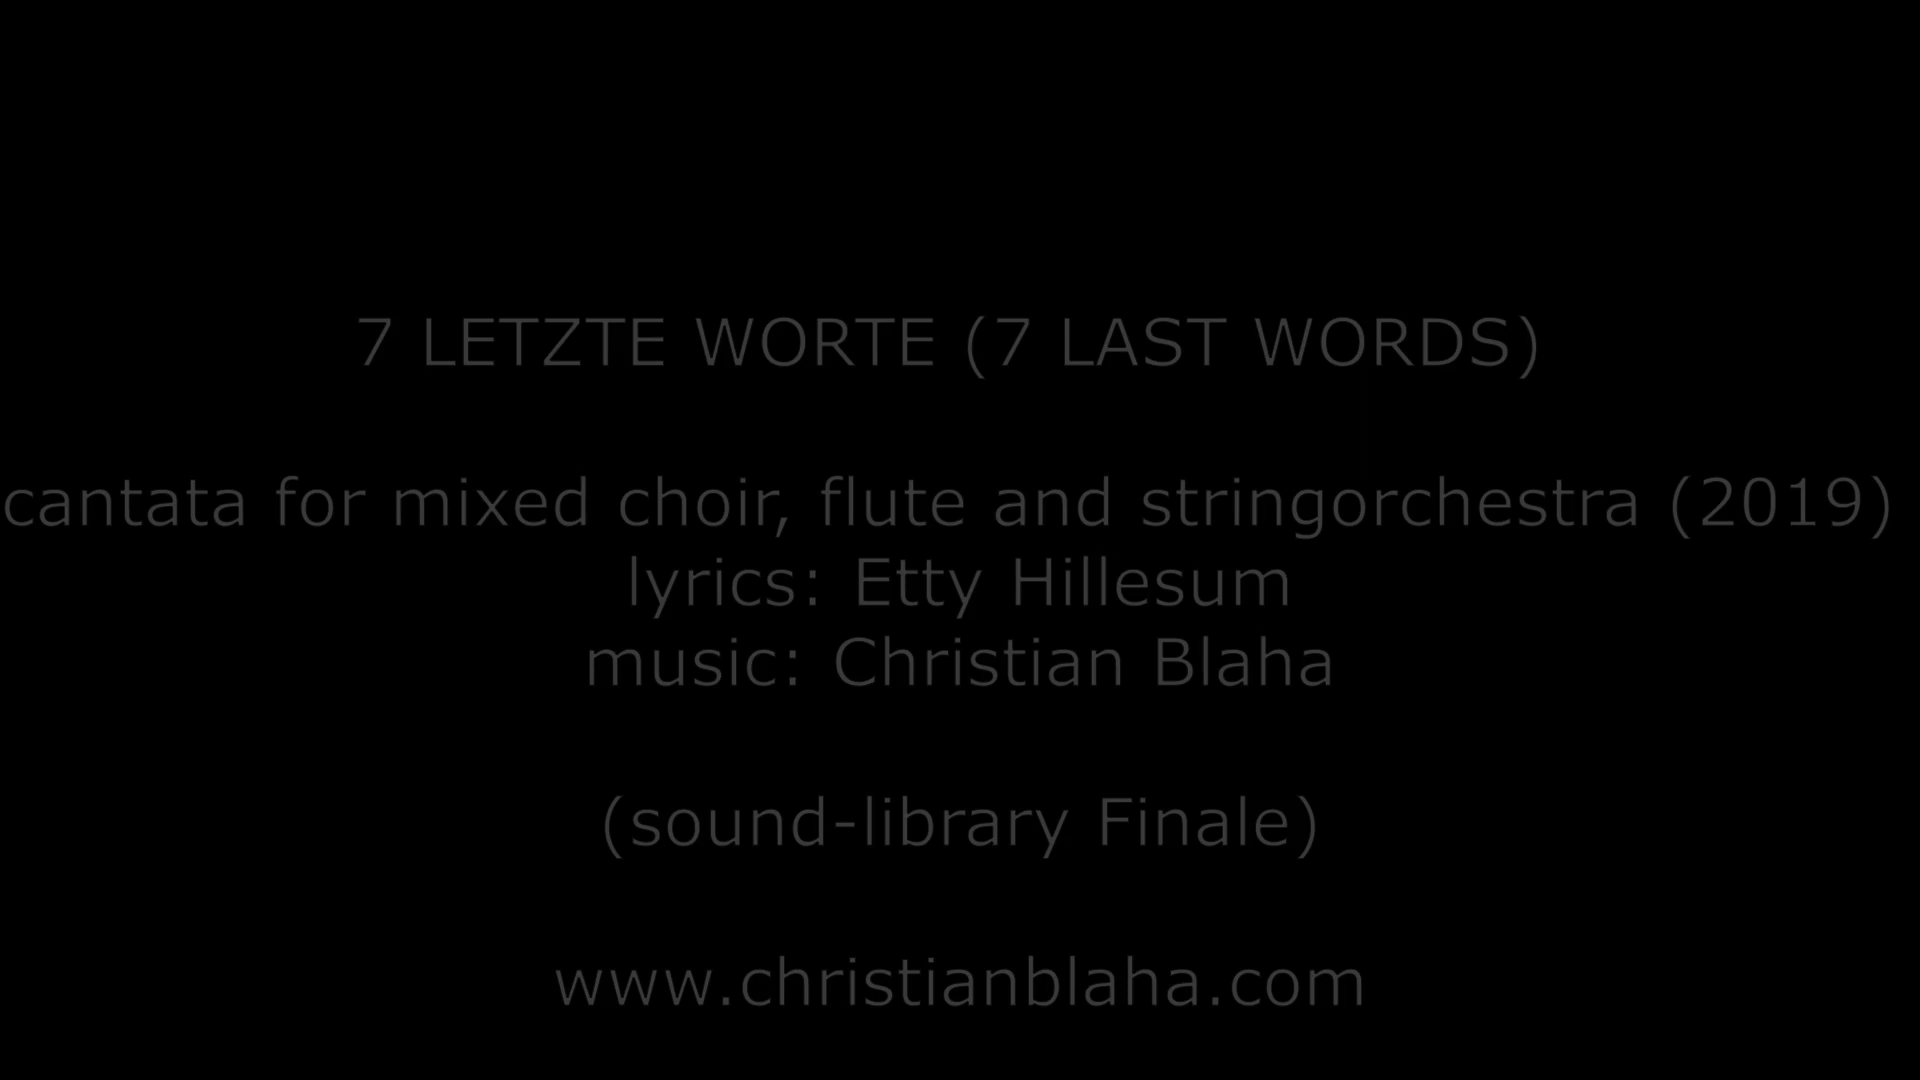 7 LETZTE WORTE (7 LAST WORDS)
cantata for mixed choir, flute and stringorchestra (2019)
lyrics: Etty Hillesum
music: Christian Blaha
(sound-library Finale)
www.christianblaha.com